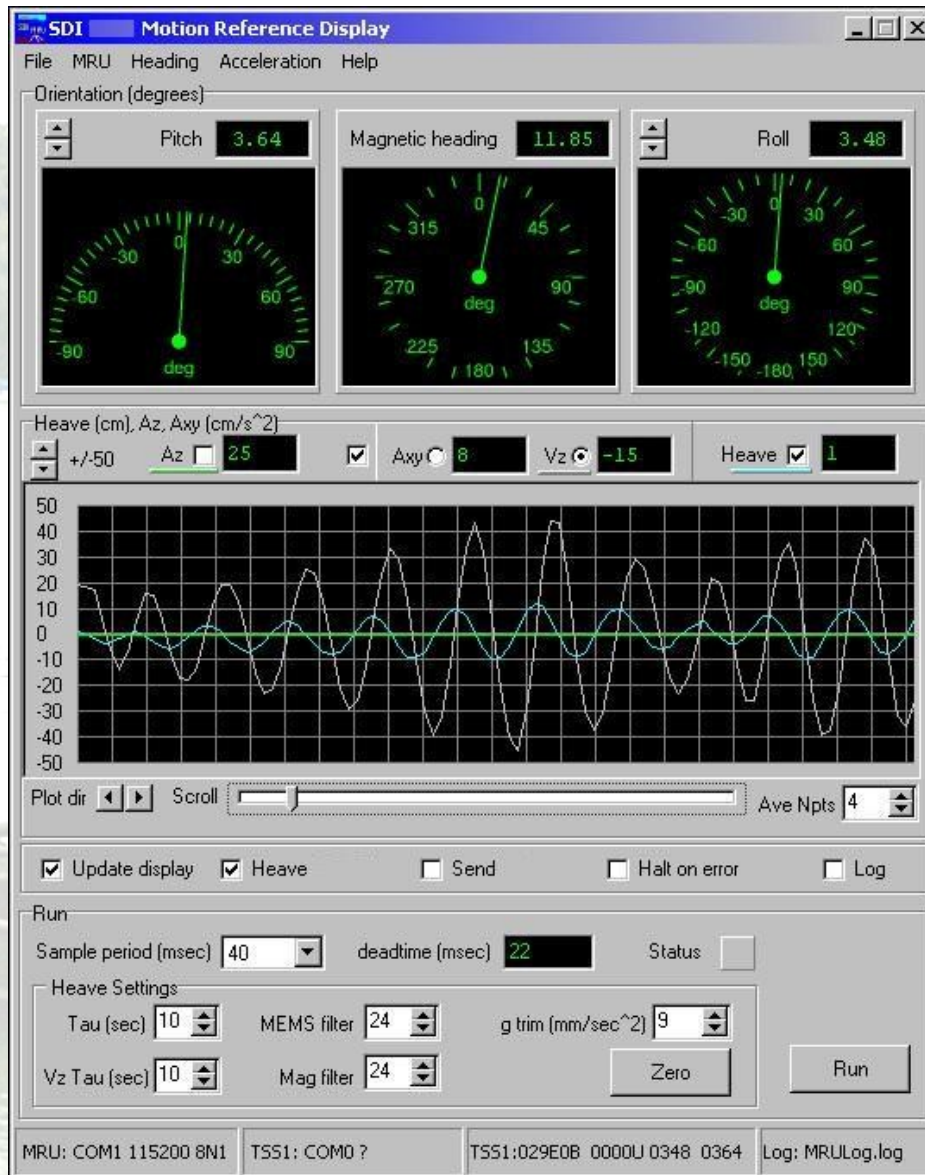 SDI Motion Reference Display
File MRU Heading Acceleration Help
Orientation (degrees)
Pitch 3.64
Magnetic heading 11.85
Roll 3.48
-90 60 -30 0 30 60 90
deg
0 45 90 135 180 225 270 315
deg
0 30 60 90 120 150 -180 -150 -120 -90 -60 -30
deg
Heave (cm), Az, Axy (cm/s^2)
+/-50 Az 25 Axy 8 Vz -15 Heave 1
50
40
30
20
10
0
-10
-20
-30
-40
-50
Plot dir Scroll Ave Npts 4
Update display Heave Send Halt on error Log
Run
Sample period (msec) 40 deadtime (msec) 22 Status
Heave Settings
Tau (sec) 10 MEMS filter 24 g trim (mm/sec^2) 9
Vz Tau (sec) 10 Mag filter 24 Zero Run
MRU: COM1 115200 8N1 TSS1: COM0 ? TSS1:029E0B 0000U 0348 0364 Log: MRULog.log